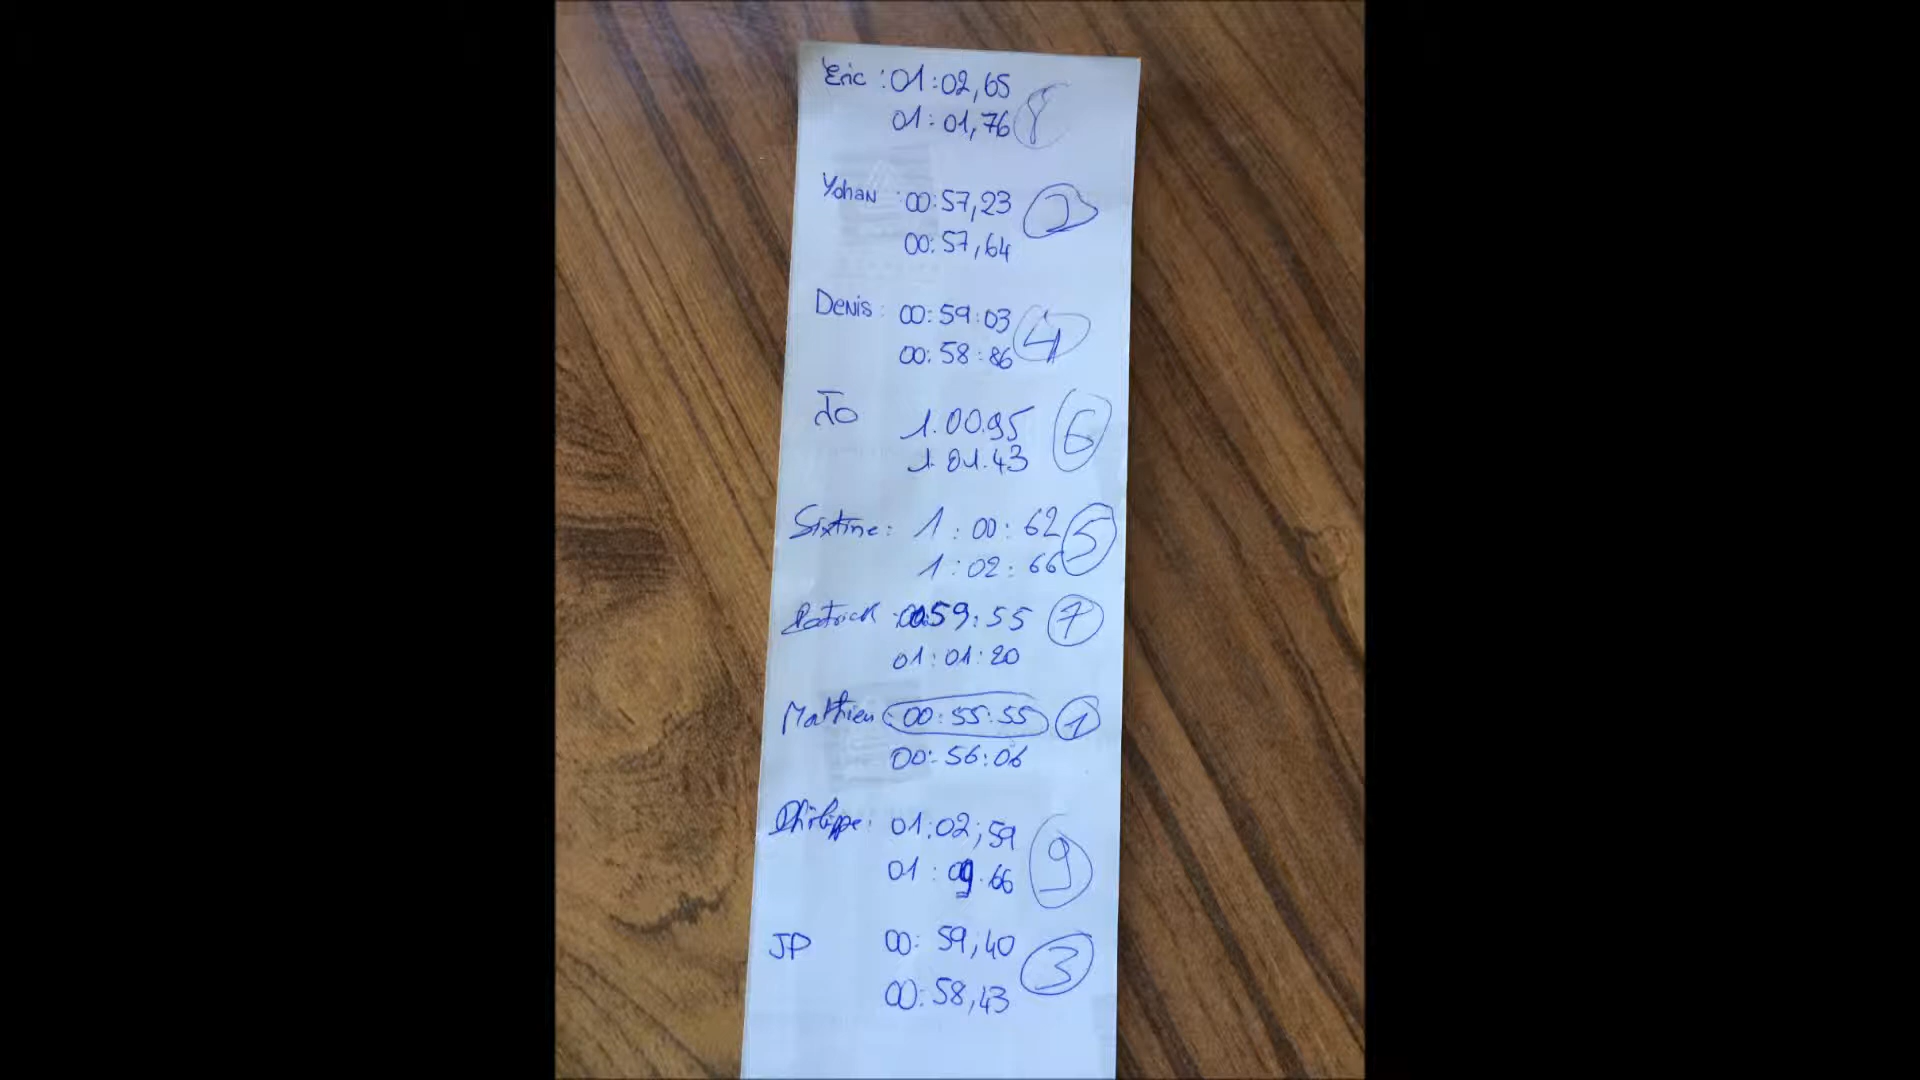 Eric : 01:02,65
01:01,76 8
Yohan : 00:57,23 2
00:57,64
Denis : 00:59:03
00:58:86 4
Jo 1.00.95 6
1.01.43
Sixtine : 1:00:62 5
1:02:66
Patrick : 00:59:55 7
01:01:20
Mathieu : 00:55:55 1
00:56:06
Philippe : 01:02,59
01: 66 9
JP 00:59,40 3
00:58,43